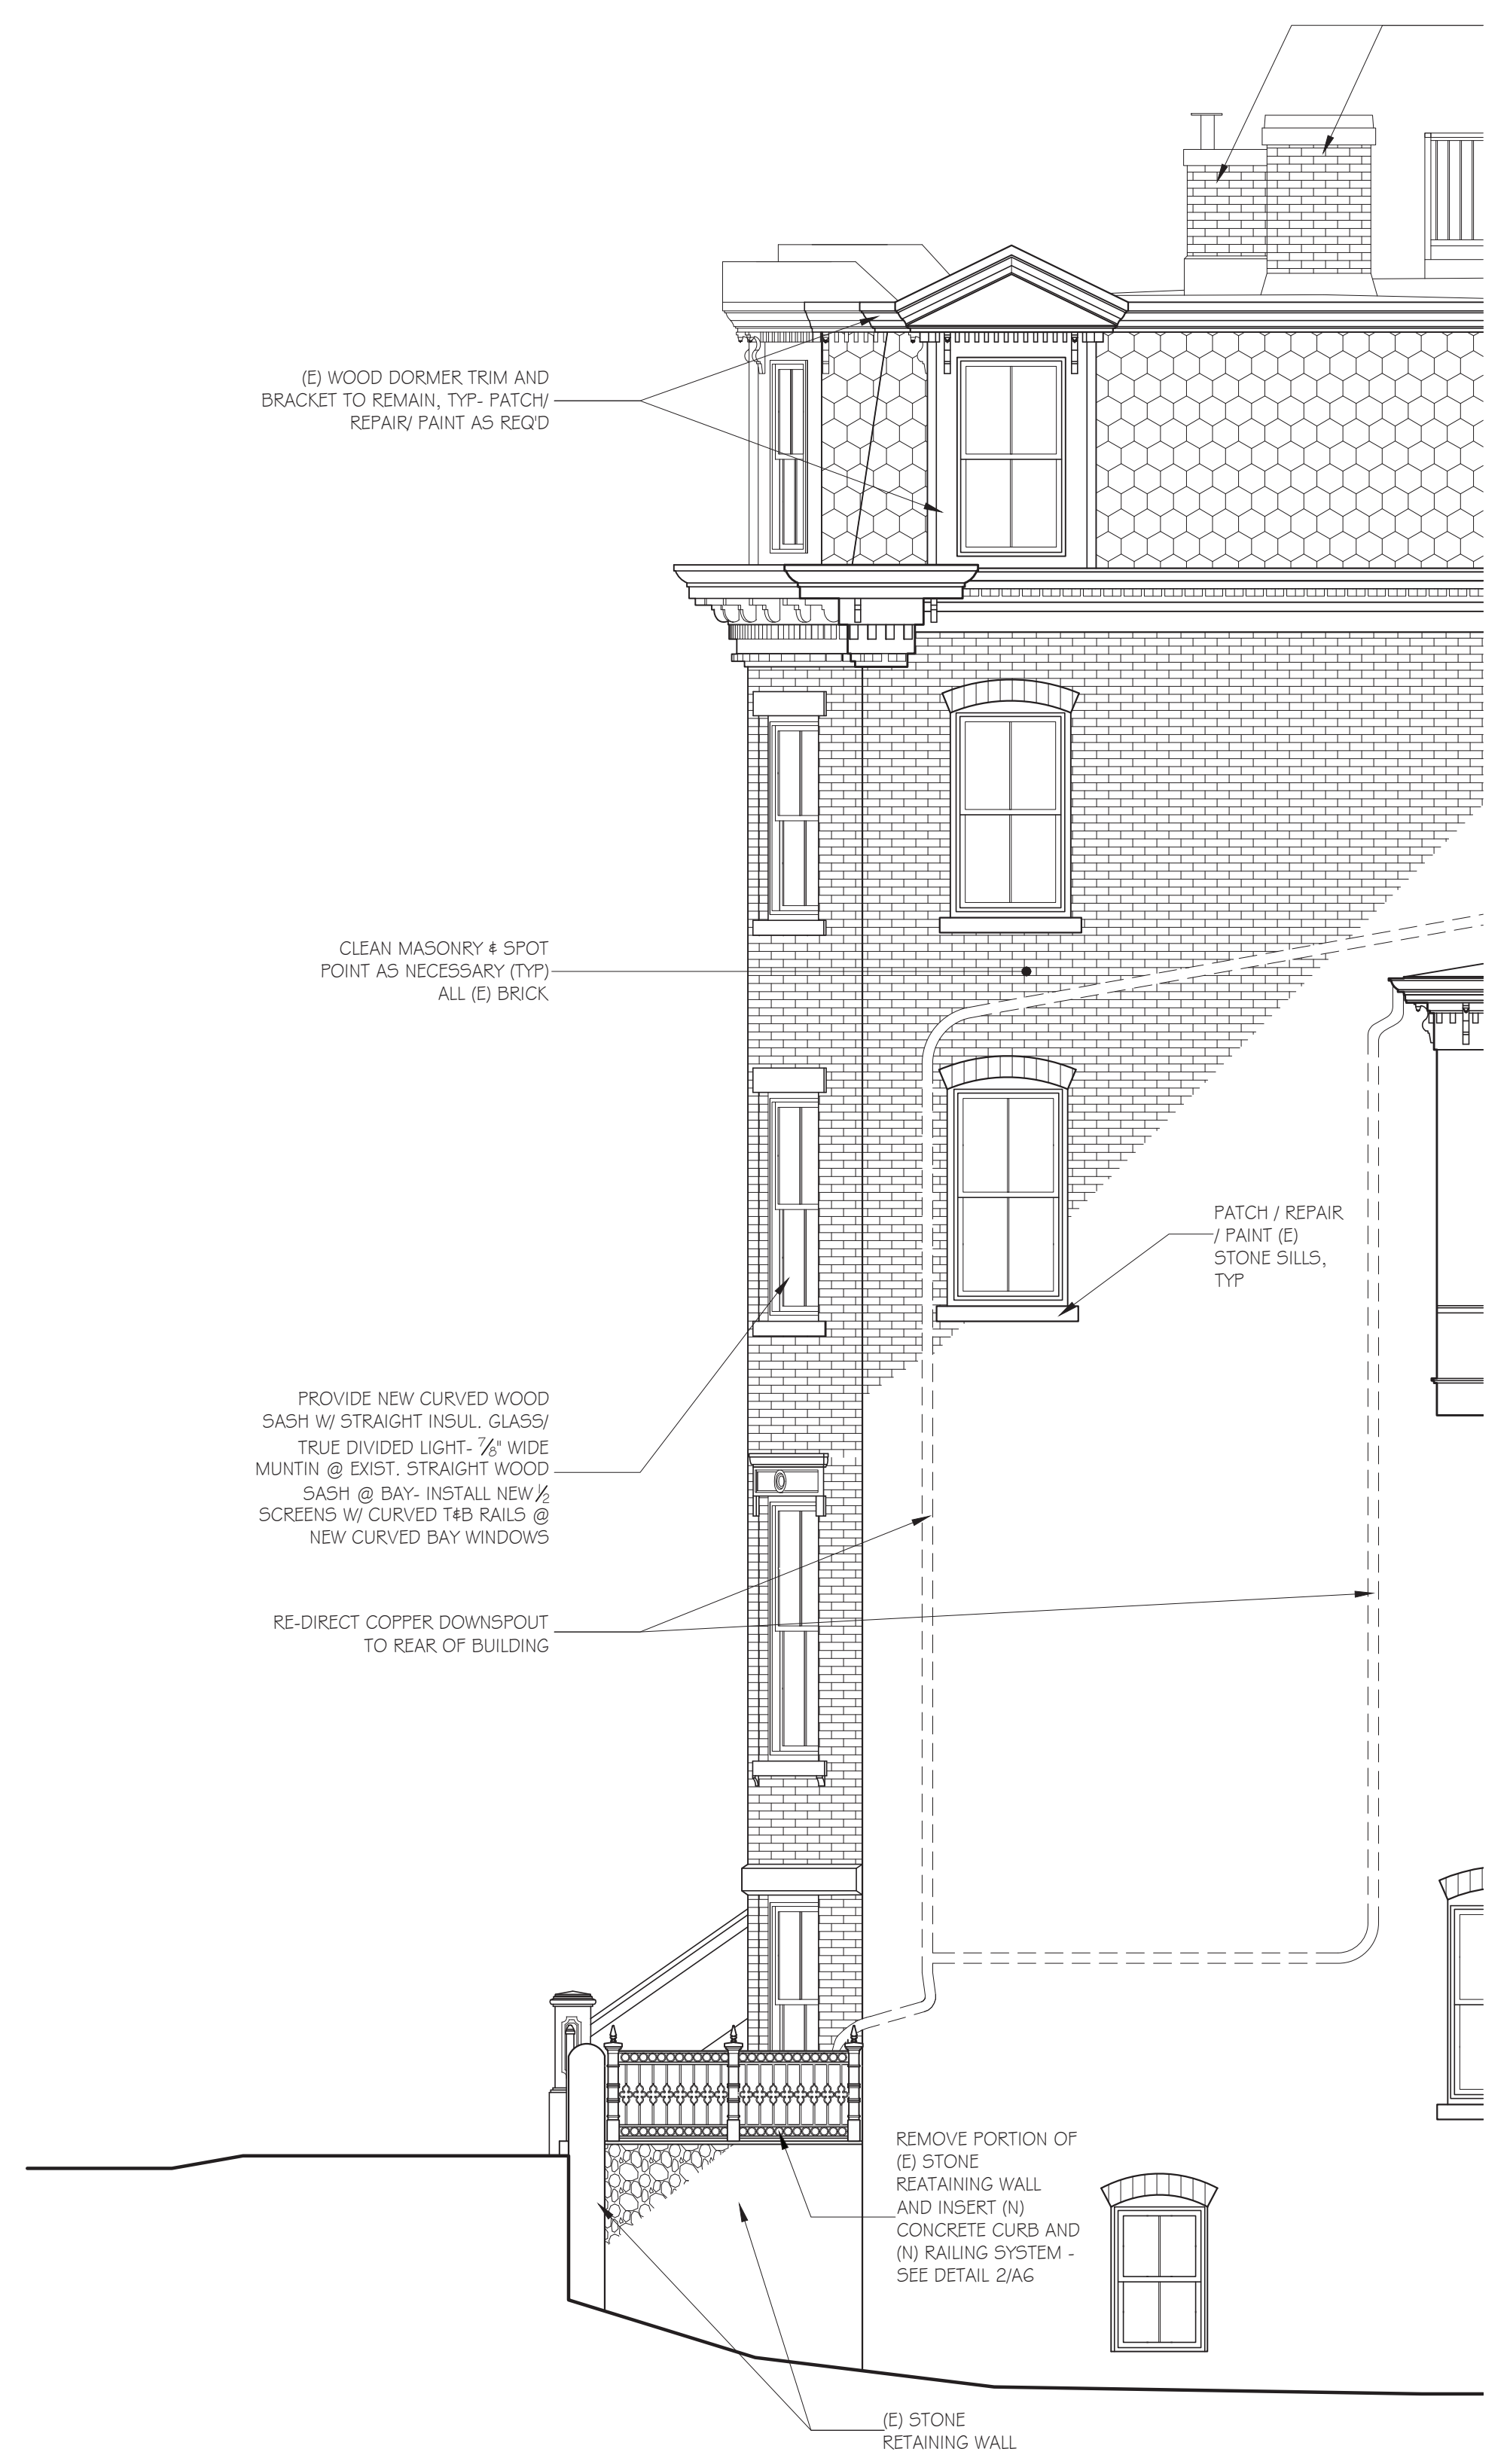 (E) WOOD DORMER TRIM AND
BRACKET TO REMAIN, TYP- PATCH/
REPAIR/ PAINT AS REQ'D
CLEAN MASONRY & SPOT
POINT AS NECESSARY (TYP)
ALL (E) BRICK
PATCH / REPAIR
/ PAINT (E)
STONE SILLS,
TYP
PROVIDE NEW CURVED WOOD
SASH W/ STRAIGHT INSUL. GLASS/
TRUE DIVIDED LIGHT- 7/8" WIDE
MUNTIN @ EXIST. STRAIGHT WOOD
SASH @ BAY- INSTALL NEW 1/2
SCREENS W/ CURVED T&B RAILS @
NEW CURVED BAY WINDOWS
RE-DIRECT COPPER DOWNSPOUT
TO REAR OF BUILDING
REMOVE PORTION OF
(E) STONE
REATAINING WALL
AND INSERT (N)
CONCRETE CURB AND
(N) RAILING SYSTEM -
SEE DETAIL 2/A6
(E) STONE
RETAINING WALL